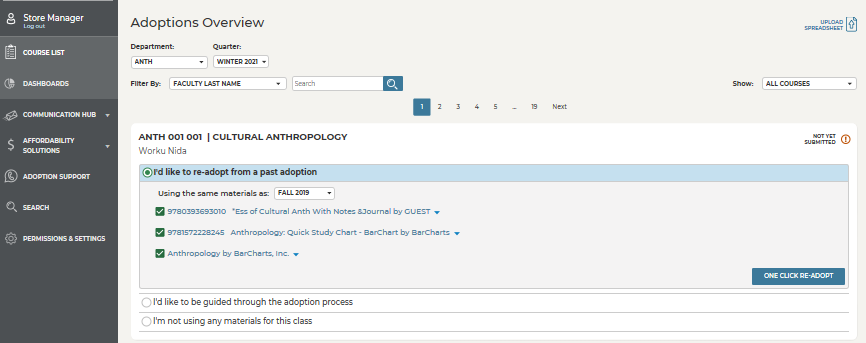 Store Manager
Log out
COURSE LIST
DASHBOARDS
COMMUNICATION HUB
AFFORDABILITY
SOLUTIONS
ADOPTION SUPPORT
SEARCH
PERMISSIONS & SETTINGS
Adoptions Overview
UPLOAD
SPREADSHEET
Department: Quarter:
ANTH WINTER 2021
Filter By: FACULTY LAST NAME Search Show: ALL COURSES
1 2 3 4 5 ... 19 Next
ANTH 001 001 | CULTURAL ANTHROPOLOGY
NOT YET
SUBMITTED
Worku Nida
I'd like to re-adopt from a past adoption
Using the same materials as: FALL 2019
9780393693010 *Ess of Cultural Anth With Notes &Journal by GUEST
9781572228245 Anthropology: Quick Study Chart - BarChart by BarCharts
Anthropology by BarCharts, Inc.
ONE CLICK RE-ADOPT
I'd like to be guided through the adoption process
I'm not using any materials for this class